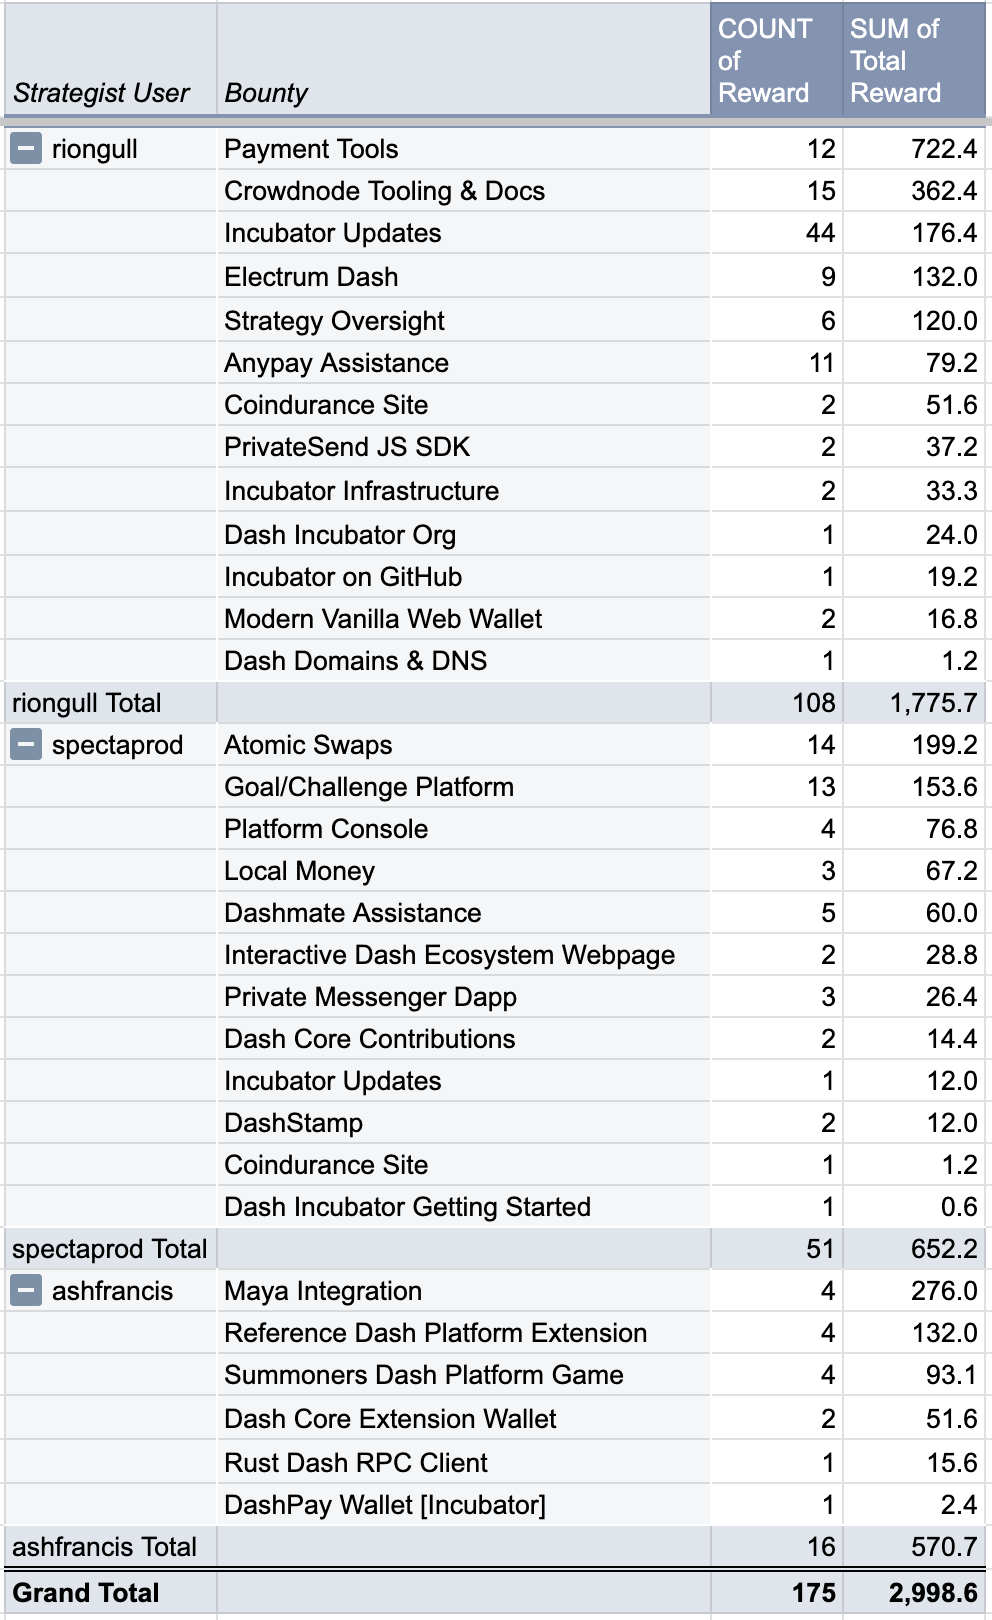 Strategist User Bounty COUNT of Reward SUM of Total Reward
riongull Payment Tools 12 722.4
Crowdnode Tooling & Docs 15 362.4
Incubator Updates 44 176.4
Electrum Dash 9 132.0
Strategy Oversight 6 120.0
Anypay Assistance 11 79.2
Coindurance Site 2 51.6
PrivateSend JS SDK 2 37.2
Incubator Infrastructure 2 33.3
Dash Incubator Org 1 24.0
Incubator on GitHub 1 19.2
Modern Vanilla Web Wallet 2 16.8
Dash Domains & DNS 1 1.2
riongull Total 108 1,775.7
spectaprod Atomic Swaps 14 199.2
Goal/Challenge Platform 13 153.6
Platform Console 4 76.8
Local Money 3 67.2
Dashmate Assistance 5 60.0
Interactive Dash Ecosystem Webpage 2 28.8
Private Messenger Dapp 3 26.4
Dash Core Contributions 2 14.4
Incubator Updates 1 12.0
DashStamp 2 12.0
Coindurance Site 1 1.2
Dash Incubator Getting Started 1 0.6
spectaprod Total 51 652.2
ashfrancis Maya Integration 4 276.0
Reference Dash Platform Extension 4 132.0
Summoners Dash Platform Game 4 93.1
Dash Core Extension Wallet 2 51.6
Rust Dash RPC Client 1 15.6
DashPay Wallet [Incubator] 1 2.4
ashfrancis Total 16 570.7
Grand Total 175 2,998.6